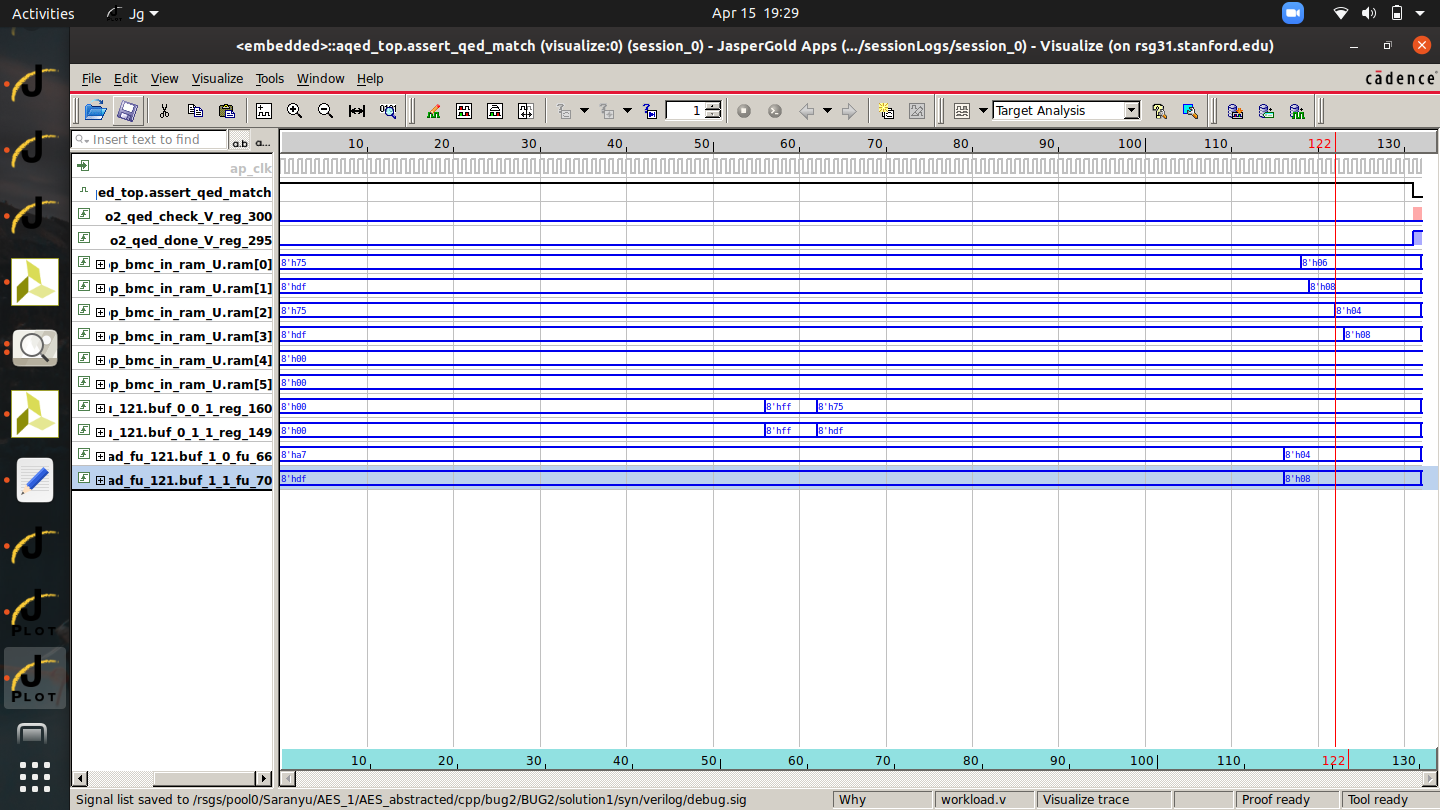 Activities Jg Apr 15 19:29
<embedded>::aqed_top.assert_qed_match (visualize:0) (session_0) - JasperGold Apps (.../sessionLogs/session_0) - Visualize (on rsg31.stanford.edu)
File Edit View Visualize Tools Window Help cādence
1 Target Analysis
Insert text to find a.b a...
10 20 30 40 50 60 70 80 90 100 110 122 130
ap_clk
ed_top.assert_qed_match
o2_qed_check_V_reg_300
o2_qed_done_V_reg_295
p_bmc_in_ram_U.ram[0] 8'h75 8'h06
p_bmc_in_ram_U.ram[1] 8'hdf 8'h08
p_bmc_in_ram_U.ram[2] 8'h75 8'h04
p_bmc_in_ram_U.ram[3] 8'hdf 8'h08
p_bmc_in_ram_U.ram[4] 8'h00
p_bmc_in_ram_U.ram[5] 8'h00
_121.buf_0_0_1_reg_160 8'h00 8'hff 8'h75
_121.buf_0_1_1_reg_149 8'h00 8'hff 8'hdf
ad_fu_121.buf_1_0_fu_66 8'ha7 8'h04
ad_fu_121.buf_1_1_fu_70 8'hdf 8'h08
PLOT
PLOT
10 20 30 40 50 60 70 80 90 100 110 122 130
Signal list saved to /rsgs/pool0/Saranyu/AES_1/AES_abstracted/cpp/bug2/BUG2/solution1/syn/verilog/debug.sig Why workload.v Visualize trace Proof ready Tool ready